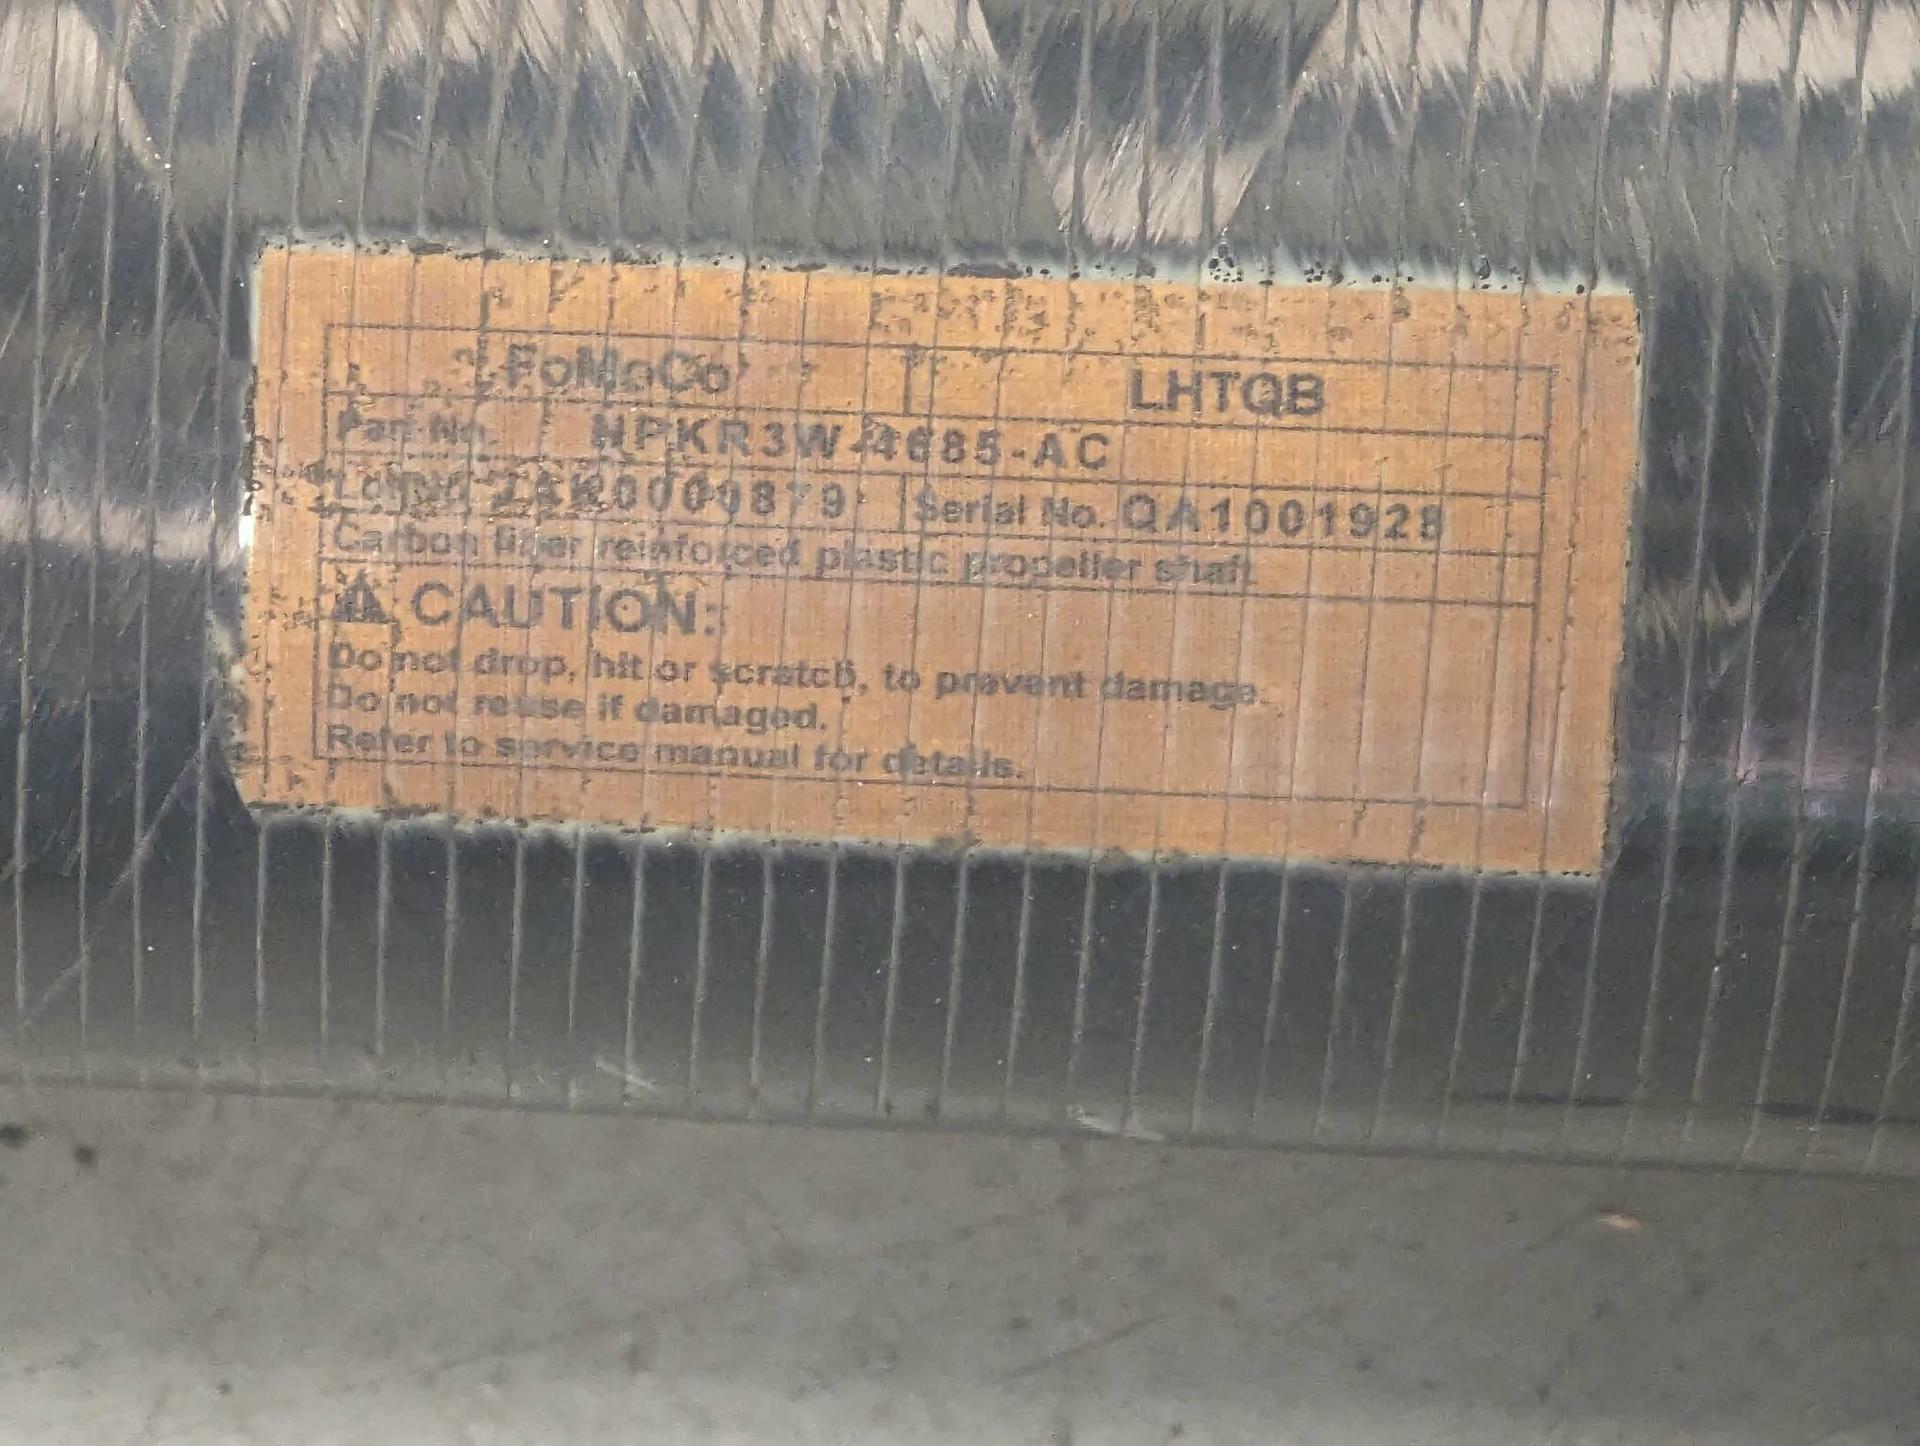 FoMoCo LHTQB
Part No. HPKR3W-4685-AC
Serial No. QA1001928
Carbon fiber reinforced plastic propeller shaft
CAUTION:
Do not drop, hit or scratch, to prevent damage.
Do not reuse if damaged.
Refer to service manual for details.